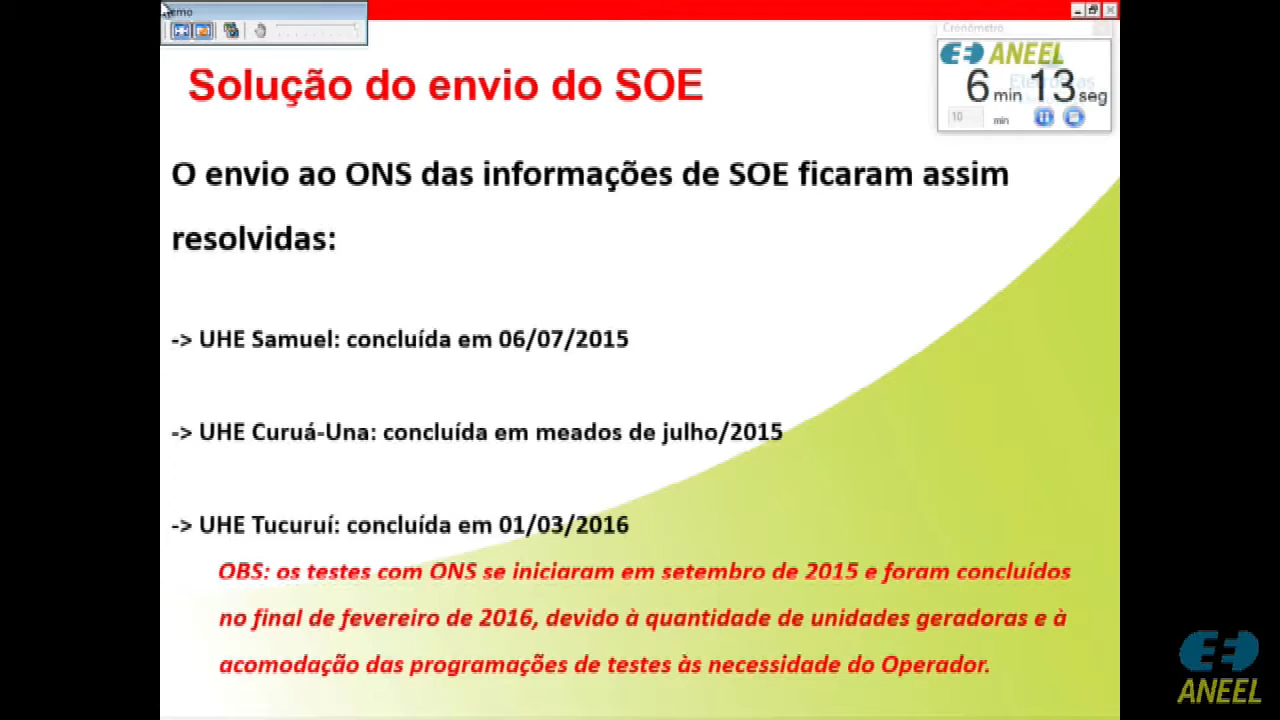 emo
Cronômetro
ANEEL
6 min 13 seg
10 min
Solução do envio do SOE
O envio ao ONS das informações de SOE ficaram assim
resolvidas:
-> UHE Samuel: concluída em 06/07/2015
-> UHE Curuá-Una: concluída em meados de julho/2015
-> UHE Tucuruí: concluída em 01/03/2016
OBS: os testes com ONS se iniciaram em setembro de 2015 e foram concluídos
no final de fevereiro de 2016, devido à quantidade de unidades geradoras e à
acomodação das programações de testes às necessidade do Operador.
ANEEL